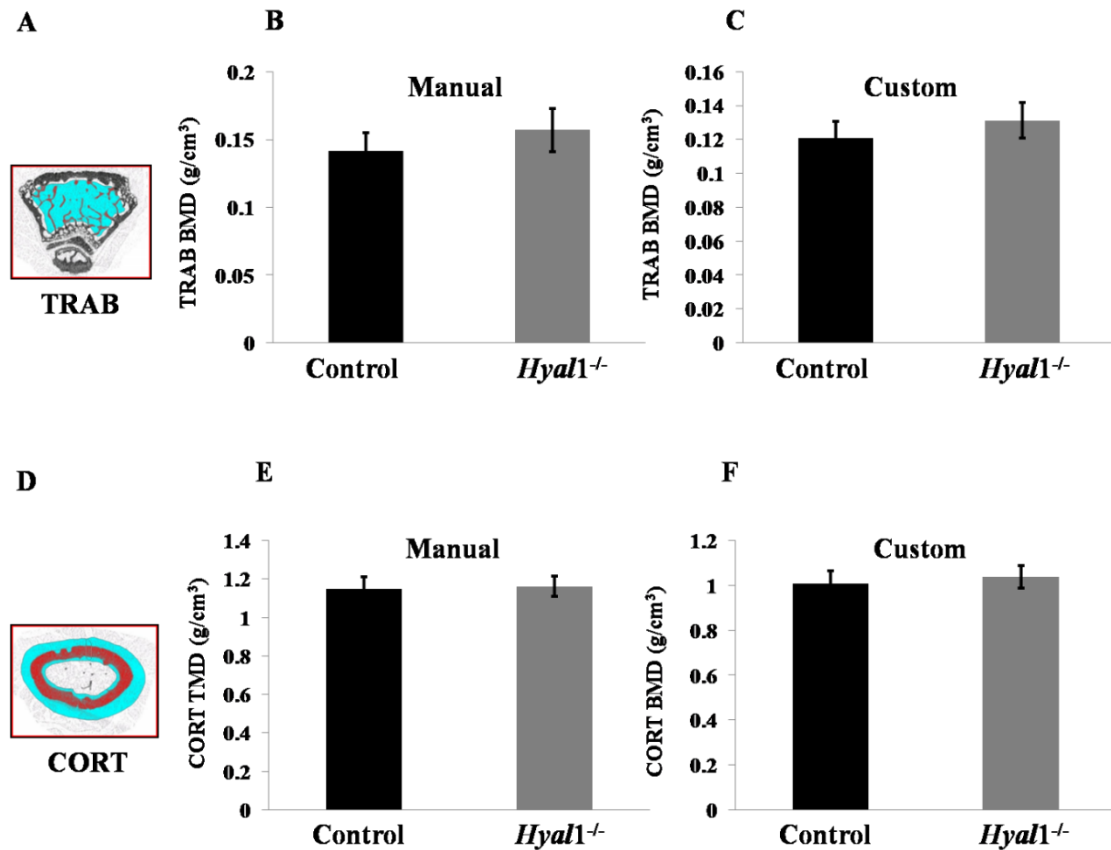 A
TRAB
B
Manual
TRAB BMD (g/cm³)
0.2
0.15
0.1
0.05
0
Control
Hyal1⁻/⁻
C
Custom
TRAB BMD (g/cm³)
0.16
0.14
0.12
0.1
0.08
0.06
0.04
0.02
0
Control
Hyal1⁻/⁻
D
CORT
E
Manual
CORT TMD (g/cm³)
1.4
1.2
1
0.8
0.6
0.4
0.2
0
Control
Hyal1⁻/⁻
F
Custom
CORT BMD (g/cm³)
1.2
1
0.8
0.6
0.4
0.2
0
Control
Hyal1⁻/⁻